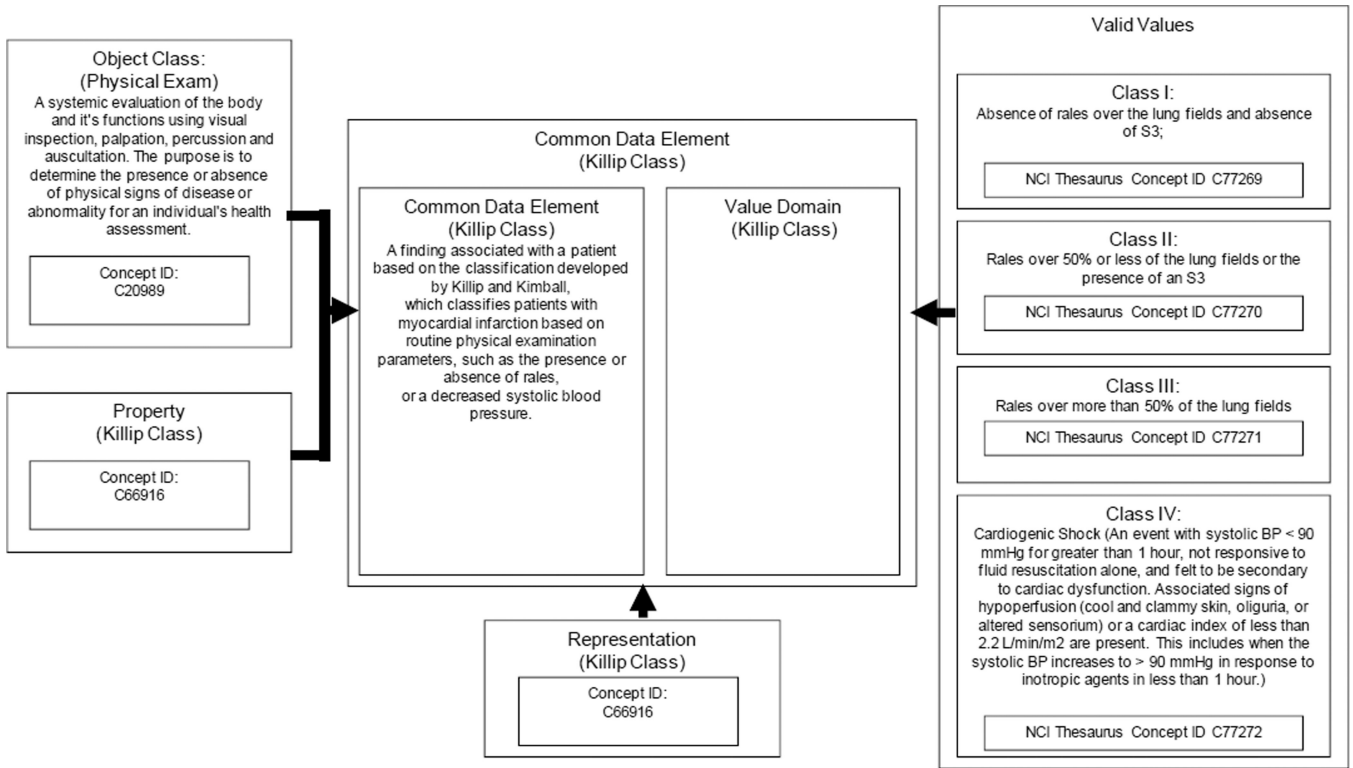 Object Class:
(Physical Exam)
A systemic evaluation of the body
and it's functions using visual
inspection, palpation, percussion and
auscultation. The purpose is to
determine the presence or absence
of physical signs of disease or
abnormality for an individual's health
assessment.
Concept ID:
C20989
Property
(Killip Class)
Concept ID:
C66916
Common Data Element
(Killip Class)
Common Data Element
(Killip Class)
A finding associated with a patient
based on the classification developed
by Killip and Kimball,
which classifies patients with
myocardial infarction based on
routine physical examination
parameters, such as the presence or
absence of rales,
or a decreased systolic blood
pressure.
Value Domain
(Killip Class)
Representation
(Killip Class)
Concept ID:
C66916
Valid Values
Class I:
Absence of rales over the lung fields and absence
of S3;
NCI Thesaurus Concept ID C77269
Class II:
Rales over 50% or less of the lung fields or the
presence of an S3
NCI Thesaurus Concept ID C77270
Class III:
Rales over more than 50% of the lung fields
NCI Thesaurus Concept ID C77271
Class IV:
Cardiogenic Shock (An event with systolic BP < 90
mmHg for greater than 1 hour, not responsive to
fluid resuscitation alone, and felt to be secondary
to cardiac dysfunction. Associated signs of
hypoperfusion (cool and clammy skin, oliguria, or
altered sensorium) or a cardiac index of less than
2.2 L/min/m2 are present. This includes when the
systolic BP increases to > 90 mmHg in response to
inotropic agents in less than 1 hour.)
NCI Thesaurus Concept ID C77272